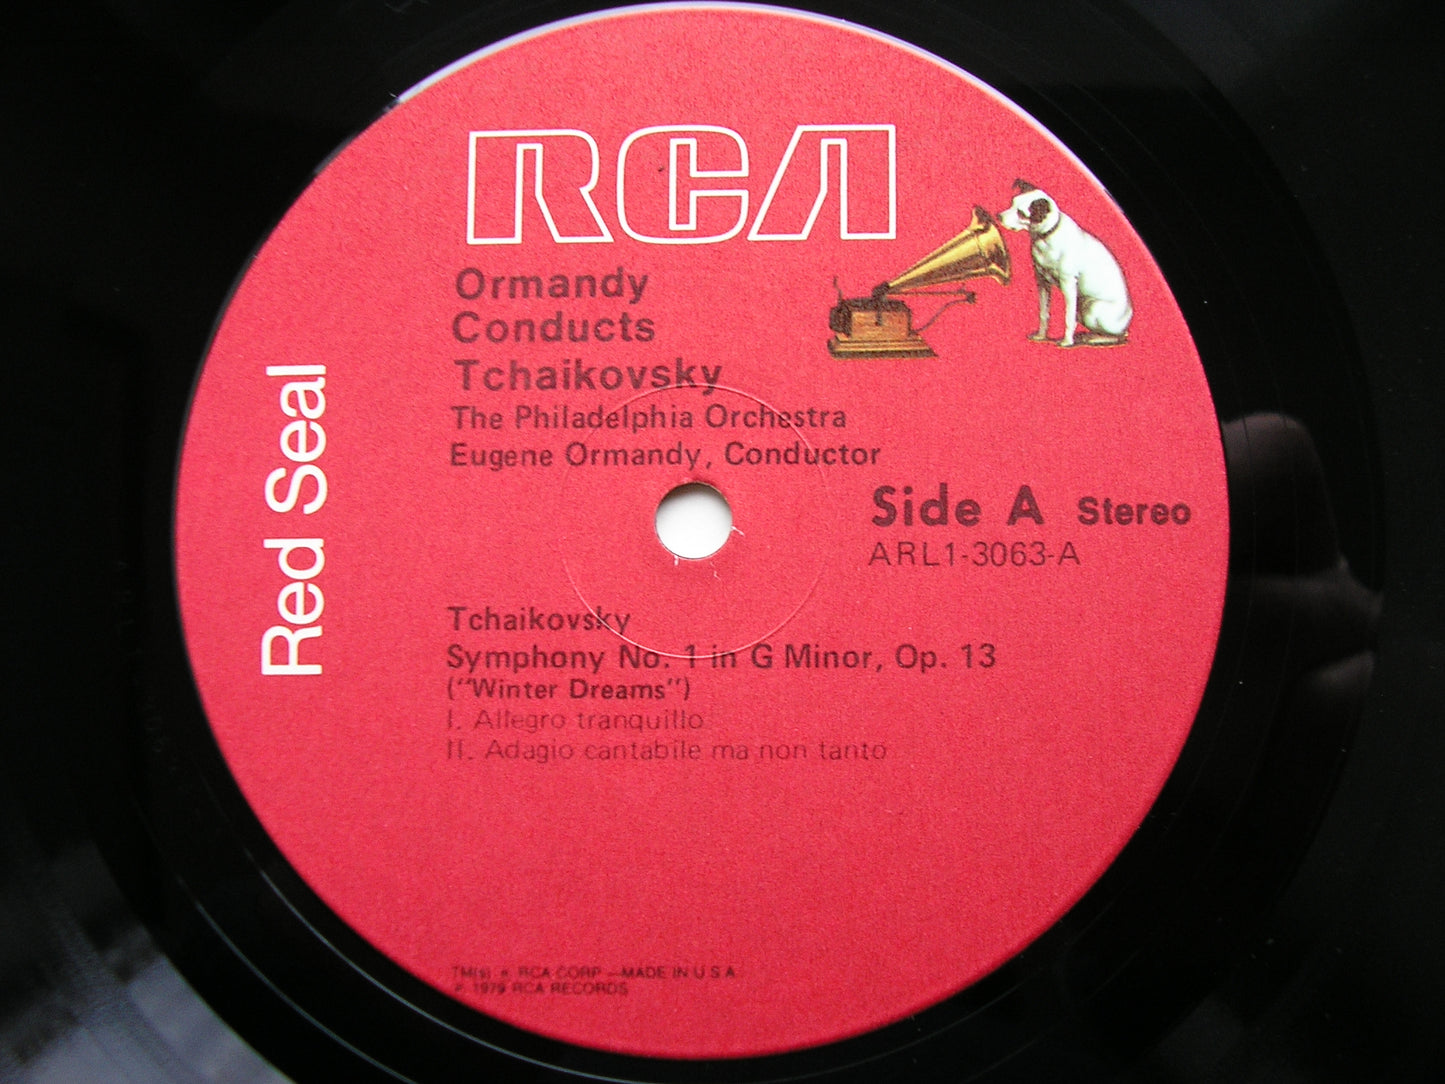 RCA
Ormandy
Conducts
Tchaikovsky
The Philadelphia Orchestra
Eugene Ormandy, Conductor
Side A Stereo
ARL1-3063-A
Red Seal
Tchaikovsky
Symphony No. 1 in G Minor, Op. 13
("Winter Dreams")
I. Allegro tranquillo
II. Adagio cantabile ma non tanto
TM(s) ® RCA CORP —MADE IN U S A
℗ 1979 RCA RECORDS